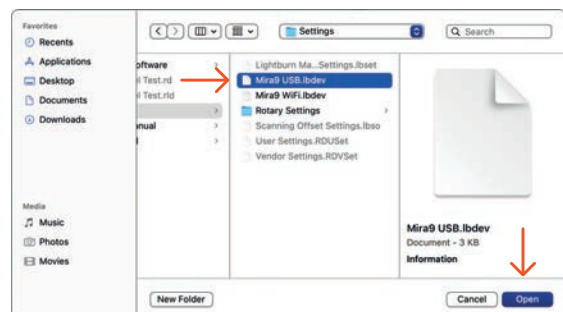 Favorites
Recents
Applications
Desktop
Documents
Downloads
Media
Music
Photos
Movies
Settings
Search
oftware
l Test.rd
l Test.rld
nual
Lightburn Ma...Settings.lbset
Mira9 USB.lbdev
Mira9 WiFi.lbdev
Rotary Settings
Scanning Offset Settings.lbso
User Settings.RDUSet
Vendor Settings.RDVSet
Mira9 USB.lbdev
Document - 3 KB
Information
New Folder
Cancel
Open